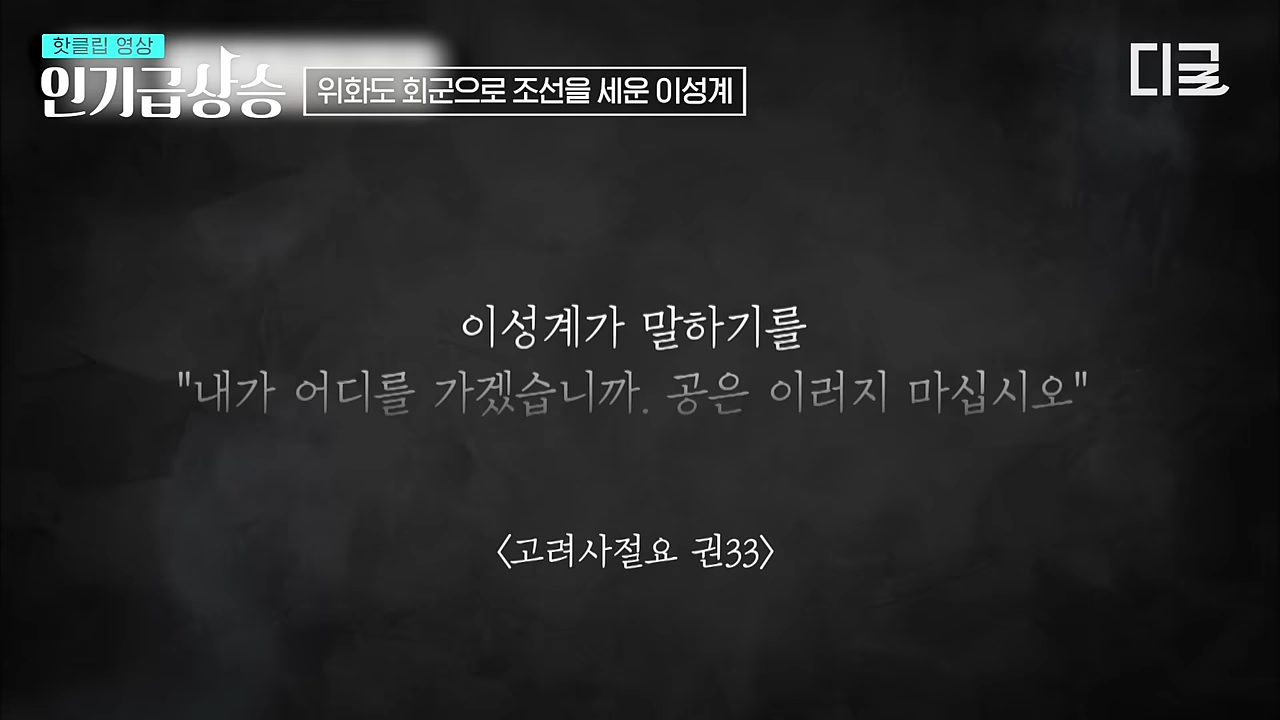 핫클립 영상
인기급상승
위화도 회군으로 조선을 세운 이성계
디글
이성계가 말하기를
"내가 어디를 가겠습니까. 공은 이러지 마십시오"
<고려사절요 권33>